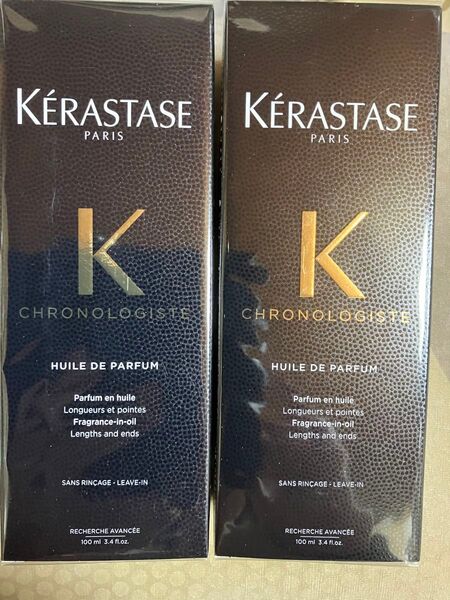 KÉRASTASE
PARIS
K
CHRONOLOGISTE
HUILE DE PARFUM
Parfum en huile
Longueurs et pointes
Fragrance-in-oil
Lengths and ends
SANS RINÇAGE - LEAVE-IN
RECHERCHE AVANCÉE
100 ml 3.4 fl.oz.
KÉRASTASE
PARIS
K
CHRONOLOGISTE
HUILE DE PARFUM
Parfum en huile
Longueurs et pointes
Fragrance-in-oil
Lengths and ends
SANS RINÇAGE - LEAVE-IN
RECHERCHE AVANCÉE
100 ml 3.4 fl.oz.